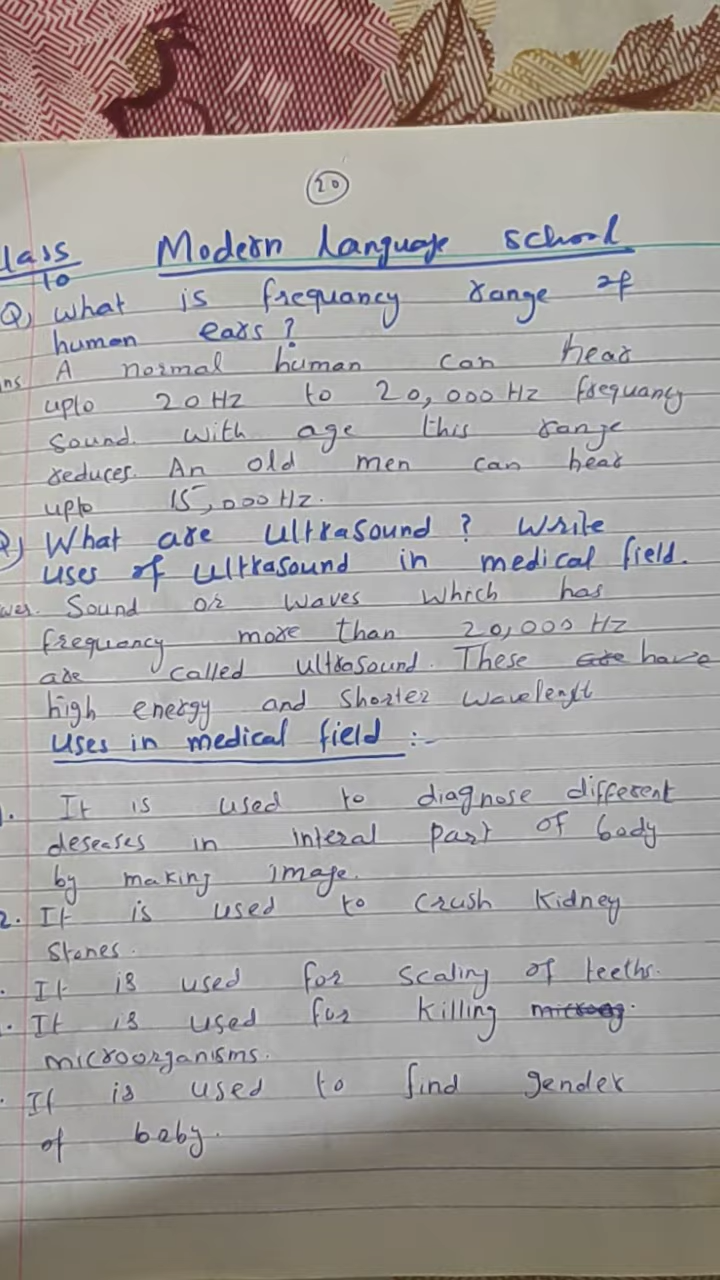 20
lass Modern language school
10
Q, what is frequancy range of
human ears ?
ns A normal human can hear
upto 20 Hz to 20,000 Hz frequancy
sound. with age this range
reduces. An old men can hear
upto 15,000 Hz.
Q) What are ultrasound ? Write
uses of ultrasound in medical field.
wer. Sound or waves which has
frequancy more than 20,000 Hz
are called ultrasound. These are have
high energy and shorter wavelengt
Uses in medical field :-
1. It is used to diagnose different
deseases in interal part of body
by making image.
2. It is used to crush kidney
stones.
. It is used for scaling of teeths.
. It is used for killing microog.
microorganisms.
. It is used to find gender
of baby.